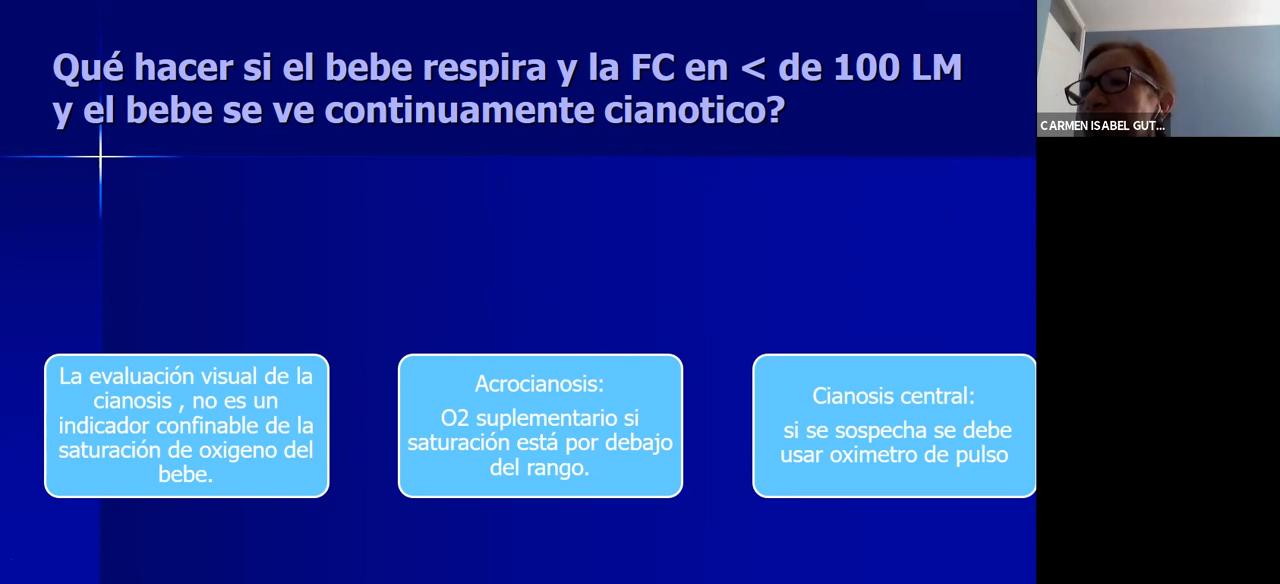 Qué hacer si el bebe respira y la FC en < de 100 LM
y el bebe se ve continuamente cianotico?
CARMEN ISABEL GUT...
La evaluación visual de la
cianosis , no es un
indicador confinable de la
saturación de oxigeno del
bebe.
Acrocianosis:
O2 suplementario si
saturación está por debajo
del rango.
Cianosis central:
si se sospecha se debe
usar oximetro de pulso